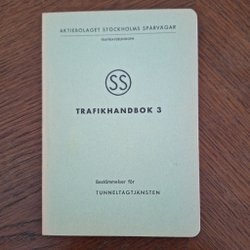 AKTIEBOLAGET STOCKHOLMS SPÅRVÄGAR
SS
TRAFIKHANDBOK 3
Bestämmelser för
TUNNELTÅGTJÄNSTEN